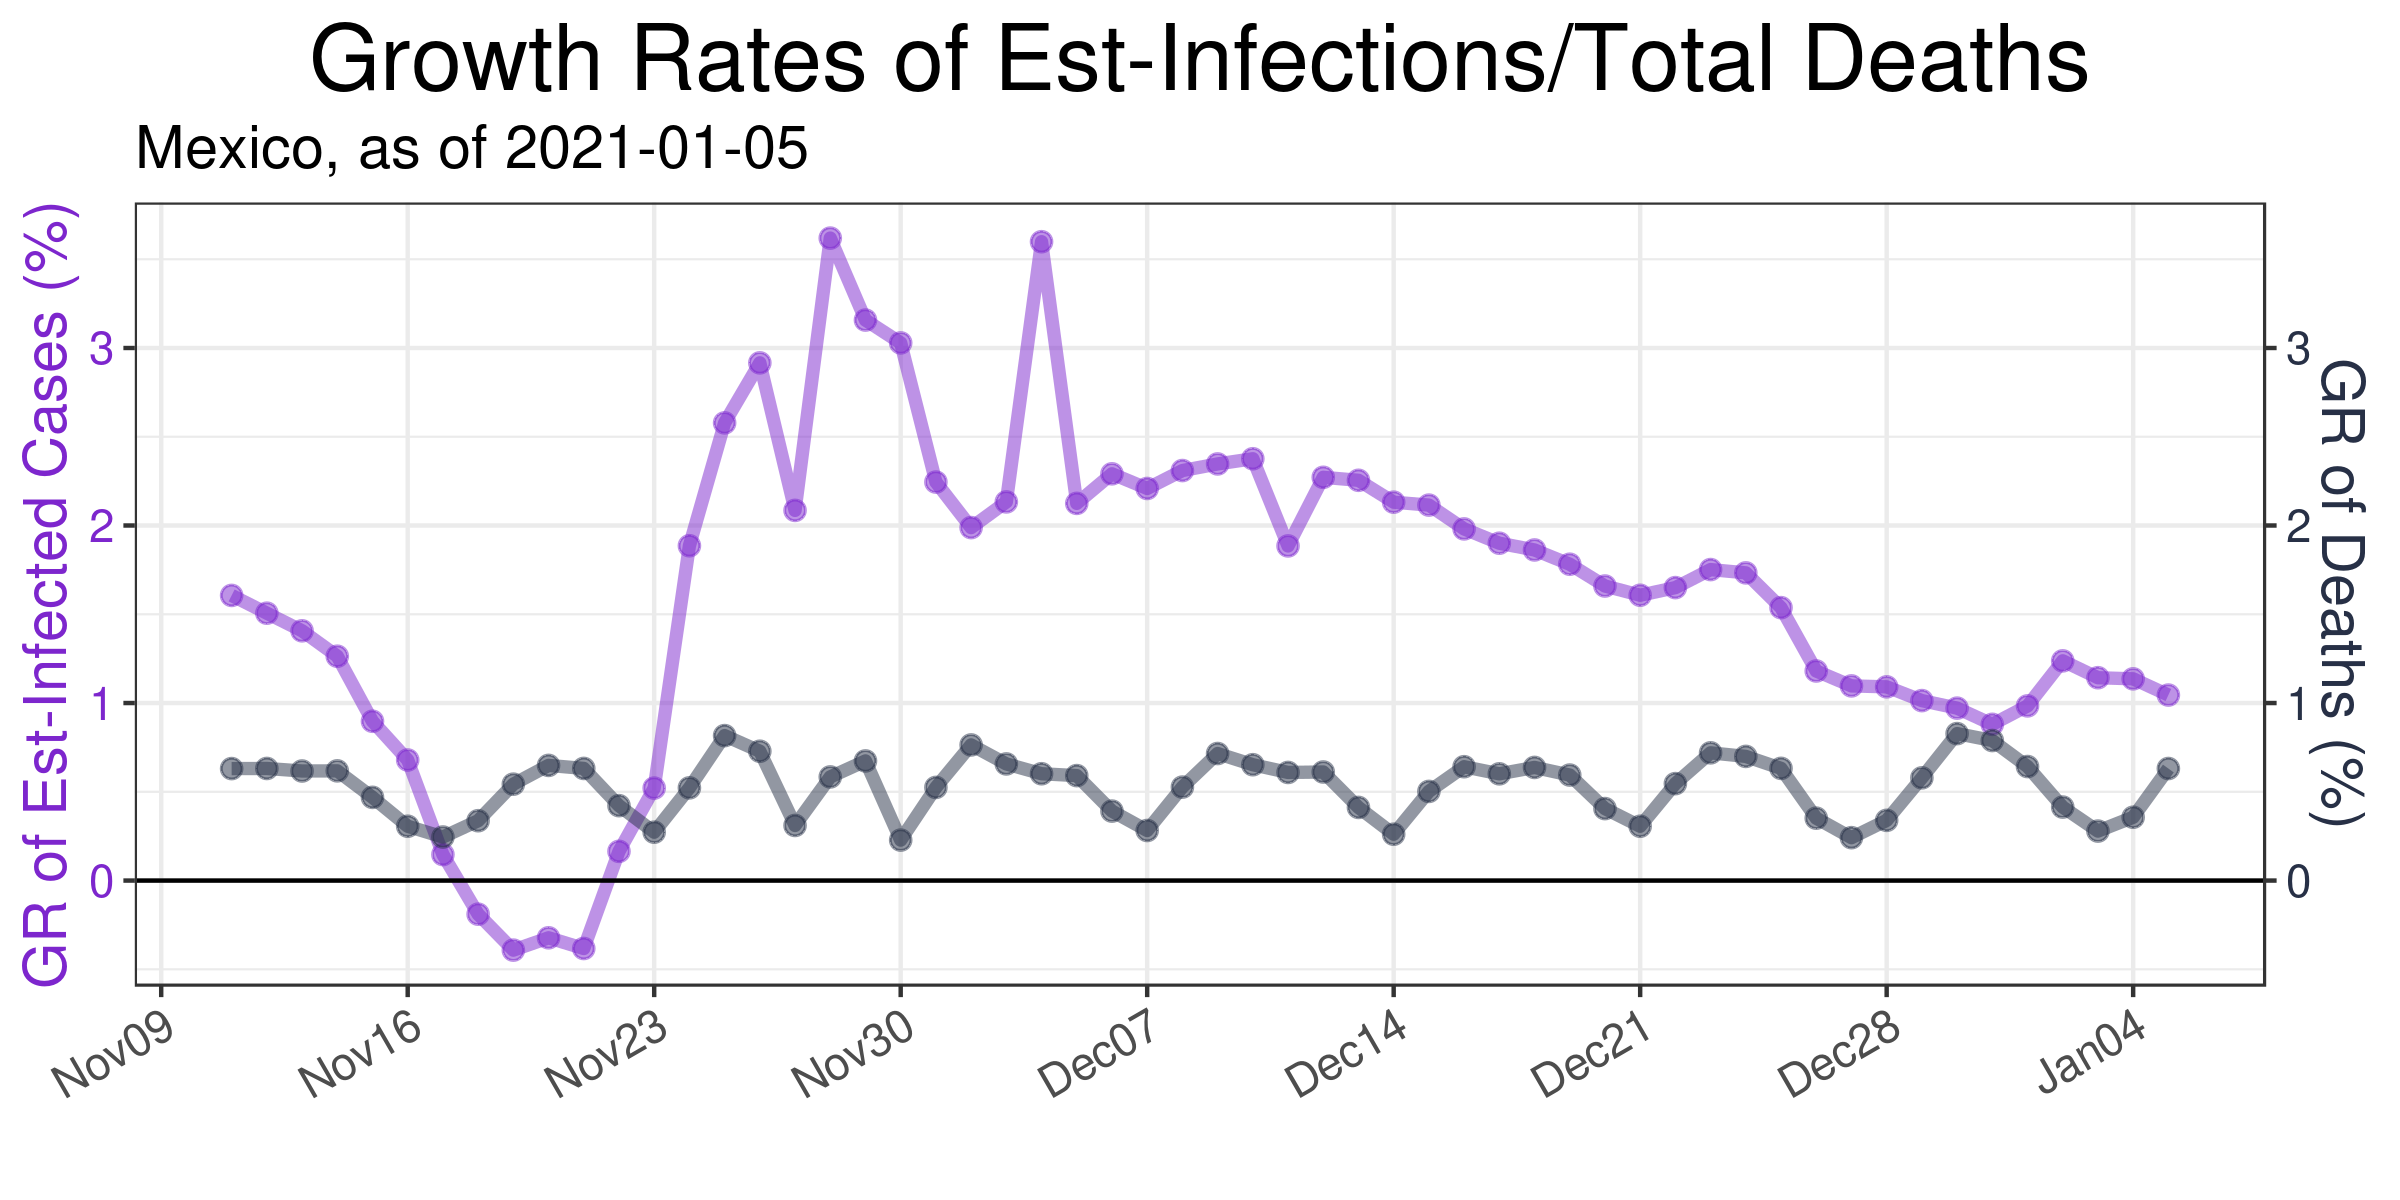 Growth Rates of Est-Infections/Total Deaths
Mexico, as of 2021-01-05
GR of Est-Infected Cases (%)
3
2
1
0
3
2
1
0
GR of Deaths (%)
Nov09
Nov16
Nov23
Nov30
Dec07
Dec14
Dec21
Dec28
Jan04